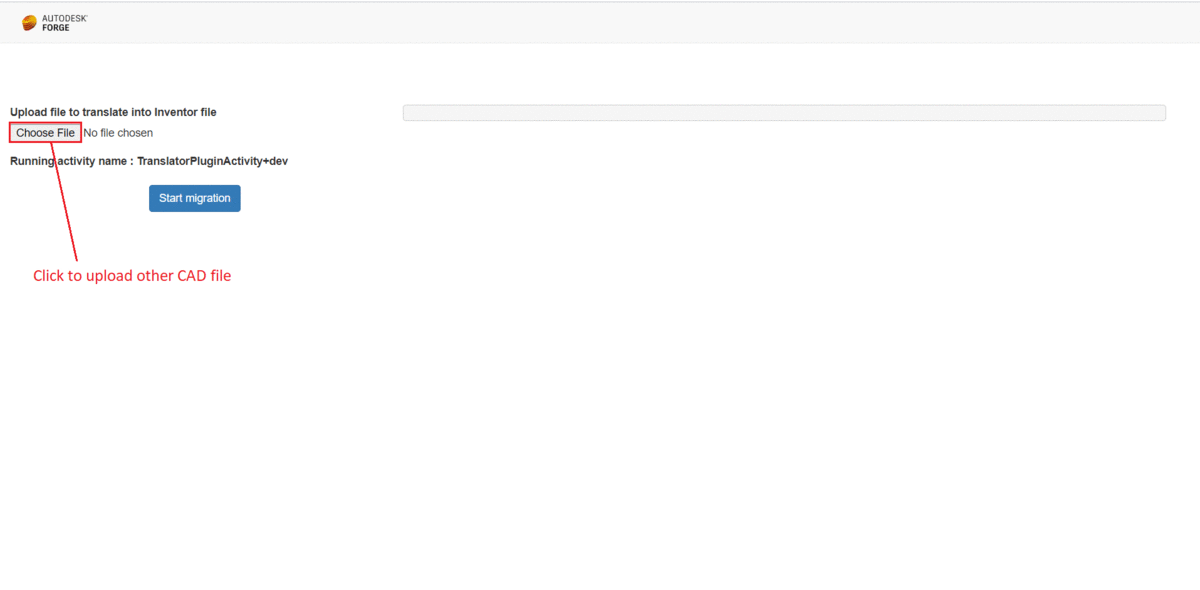 AUTODESK®
FORGE
Upload file to translate into Inventor file
Choose File No file chosen
Running activity name : TranslatorPluginActivity+dev
Start migration
Click to upload other CAD file